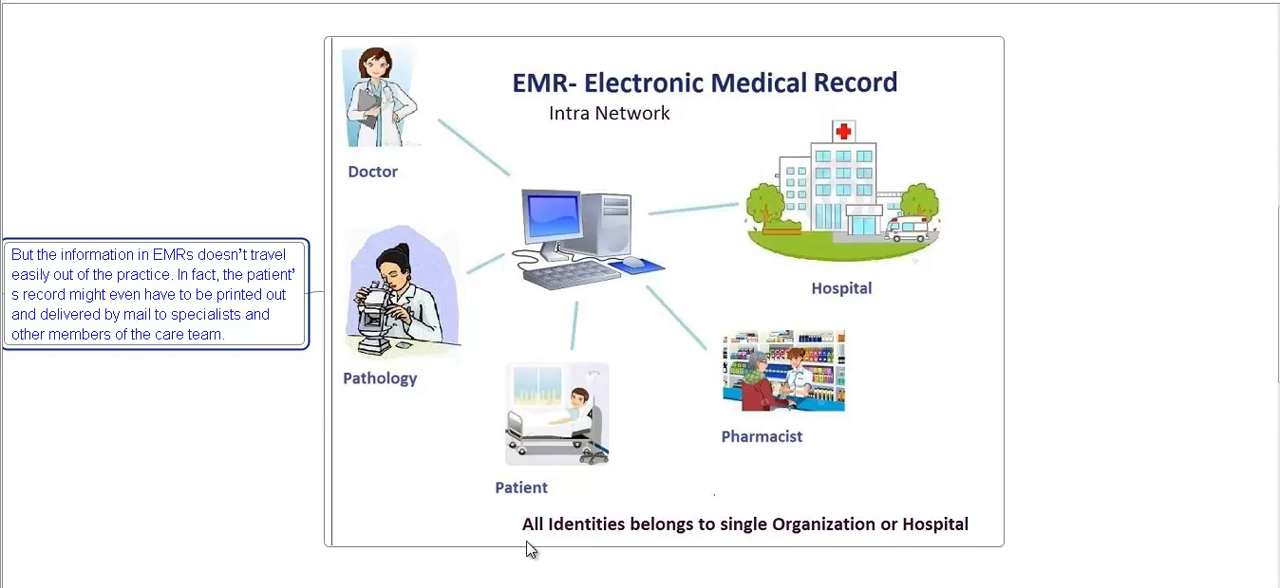 EMR- Electronic Medical Record
Intra Network
Doctor
But the information in EMRs doesn't travel
easily out of the practice. In fact, the patient'
s record might even have to be printed out
and delivered by mail to specialists and
other members of the care team.
Hospital
Pathology
Pharmacist
Patient
All Identities belongs to single Organization or Hospital